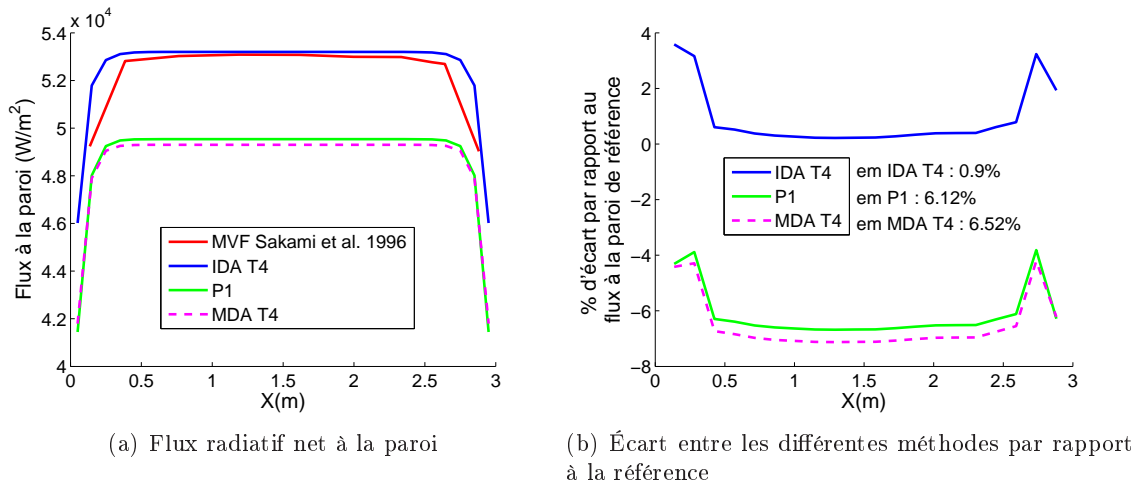 x 10⁴
5.4
5.2
5
4.8
4.6
4.4
4.2
4
Flux à la paroi (W/m²)
MVF Sakami et al. 1996
IDA T4
P1
MDA T4
0
0.5
1
1.5
2
2.5
3
X(m)
(a) Flux radiatif net à la paroi
4
2
0
−2
−4
−6
−8
% d'écart par rapport au
flux à la paroi de référence
IDA T4 em IDA T4 : 0.9%
P1 em P1 : 6.12%
MDA T4 em MDA T4 : 6.52%
0
0.5
1
1.5
2
2.5
3
X(m)
(b) Écart entre les différentes méthodes par rapport
à la référence